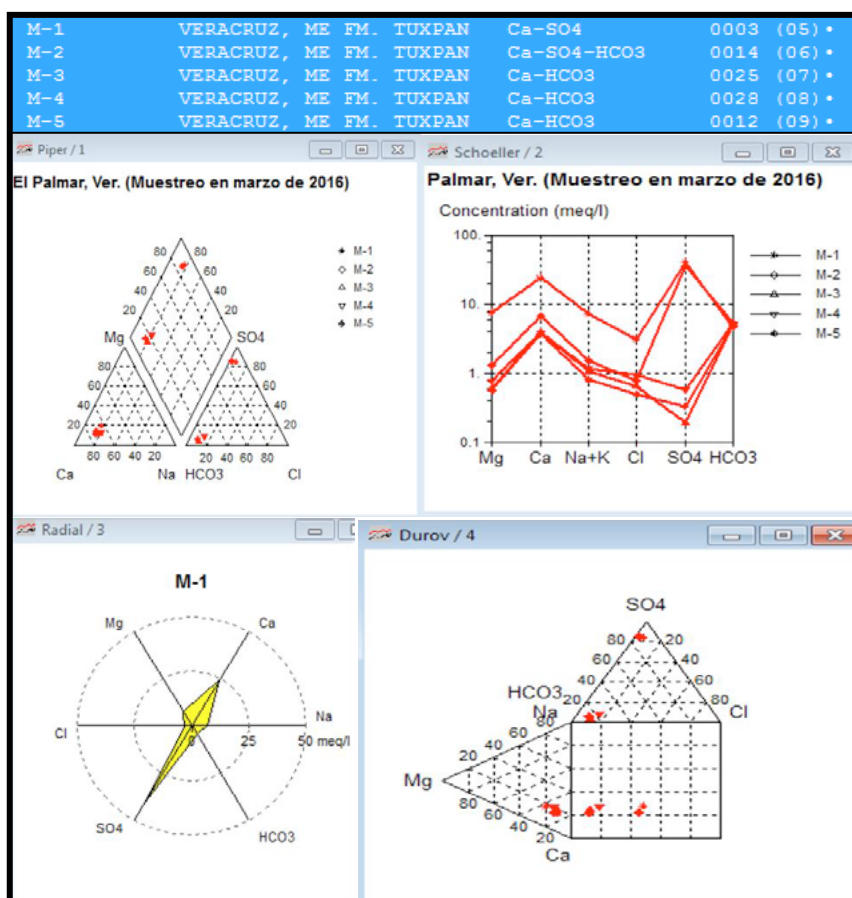 M-1 VERACRUZ, ME FM. TUXPAN Ca-SO4 0003 (05)•
M-2 VERACRUZ, ME FM. TUXPAN Ca-SO4-HCO3 0014 (06)•
M-3 VERACRUZ, ME FM. TUXPAN Ca-HCO3 0025 (07)•
M-4 VERACRUZ, ME FM. TUXPAN Ca-HCO3 0028 (08)•
M-5 VERACRUZ, ME FM. TUXPAN Ca-HCO3 0012 (09)•
Piper / 1
El Palmar, Ver. (Muestreo en marzo de 2016)
80 80
60 60
40 40
20 20
M-1
M-2
M-3
M-4
M-5
Mg SO4
80 80
60 60
40 40
20 20
80 60 40 20 20 40 60 80
Ca Na HCO3 Cl
Schoeller / 2
Palmar, Ver. (Muestreo en marzo de 2016)
Concentration (meq/l)
100.
10.
1.
0.1
Mg Ca Na+K Cl SO4 HCO3
M-1
M-2
M-3
M-4
M-5
Radial / 3
M-1
Mg Ca
Cl Na
0 25 50 meq/l
SO4 HCO3
Durov / 4
SO4
80 20
60 40
40 60
20 80
HCO3
Na Cl
80
60
40
20
Mg
80
60
40
20
Ca